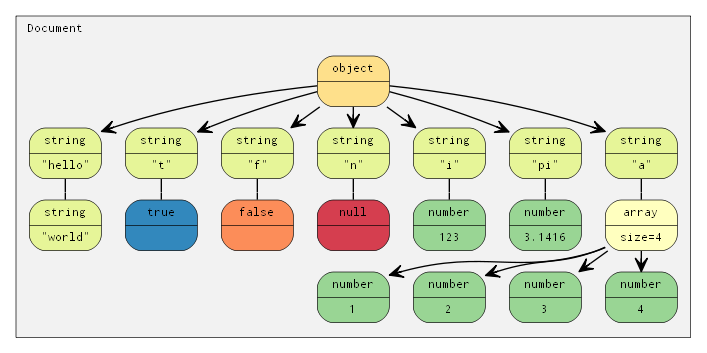 Document
object
string string string string string string string
"hello" "t" "f" "n" "i" "pi" "a"
string true false null number number array
"world" 123 3.1416 size=4
number number number number
1 2 3 4